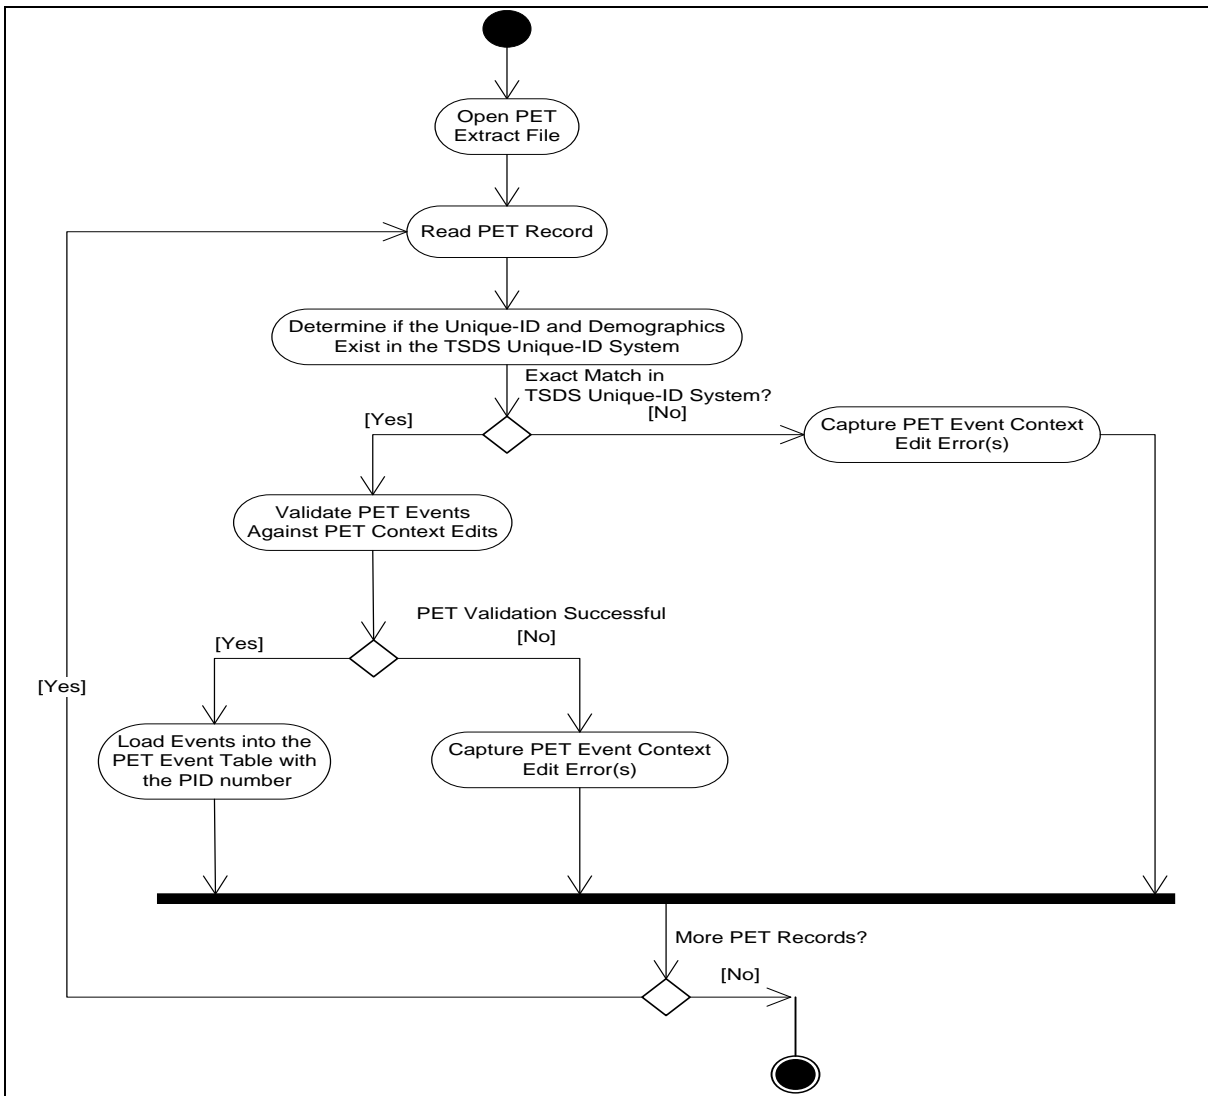 Open PET
Extract File
Read PET Record
Determine if the Unique-ID and Demographics
Exist in the TSDS Unique-ID System
Exact Match in
TSDS Unique-ID System?
[Yes]
[No]
Capture PET Event Context
Edit Error(s)
Validate PET Events
Against PET Context Edits
PET Validation Successful
[Yes]
[No]
[Yes]
Load Events into the
PET Event Table with
the PID number
Capture PET Event Context
Edit Error(s)
More PET Records?
[No]